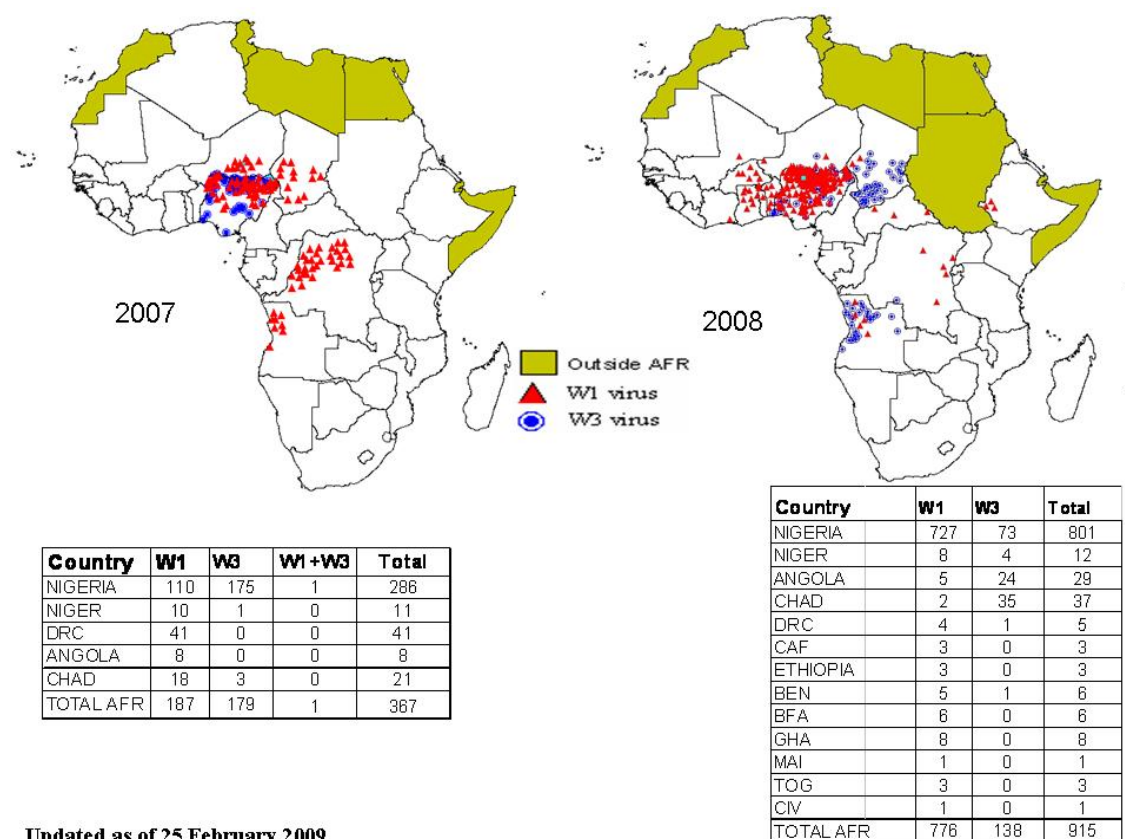 2007
2008
Outside AFR
W1 virus
W3 virus
Country W1 W3 W1+W3 Total
NIGERIA 110 175 1 286
NIGER 10 1 0 11
DRC 41 0 0 41
ANGOLA 8 0 0 8
CHAD 18 3 0 21
TOTAL AFR 187 179 1 367
Country W1 W3 Total
NIGERIA 727 73 801
NIGER 8 4 12
ANGOLA 5 24 29
CHAD 2 35 37
DRC 4 1 5
CAF 3 0 3
ETHIOPIA 3 0 3
BEN 5 1 6
BFA 6 0 6
GHA 8 0 8
MAI 1 0 1
TOG 3 0 3
CIV 1 0 1
TOTAL AFR 776 138 915
Updated as of 25 February 2009